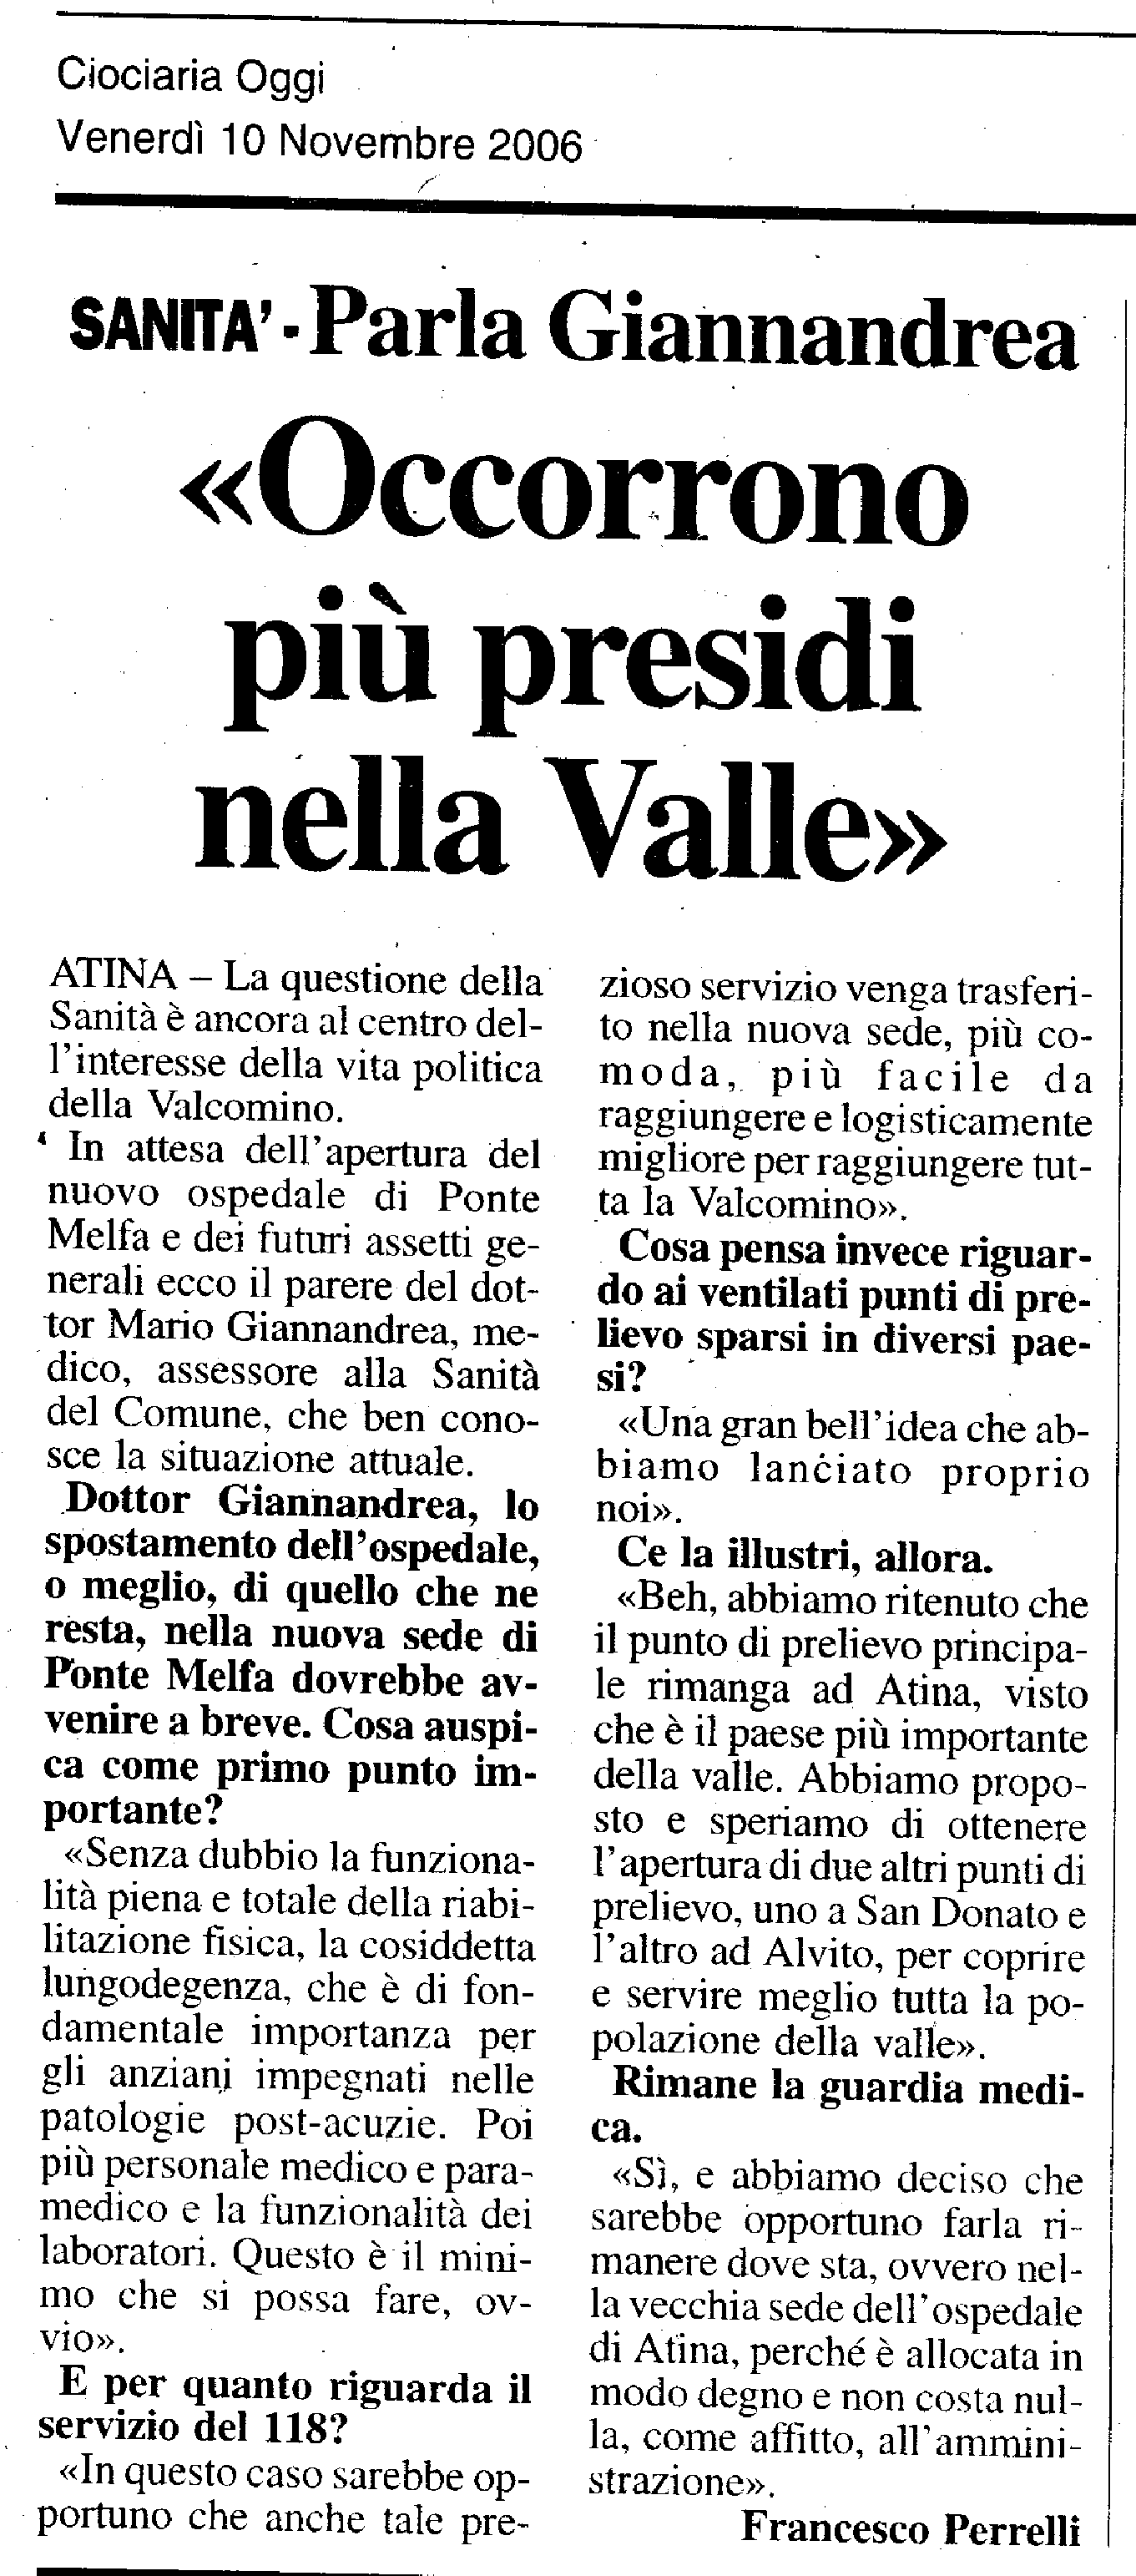 Ciociaria Oggi
Venerdì 10 Novembre 2006
SANITA' - Parla Giannandrea
«Occorrono
più presidi
nella Valle»
ATINA – La questione della
Sanità è ancora al centro del-
l'interesse della vita politica
della Valcomino.
In attesa dell'apertura del
nuovo ospedale di Ponte
Melfa e dei futuri assetti ge-
nerali ecco il parere del dot-
tor Mario Giannandrea, me-
dico, assessore alla Sanità
del Comune, che ben cono-
sce la situazione attuale.
Dottor Giannandrea, lo
spostamento dell'ospedale,
o meglio, di quello che ne
resta, nella nuova sede di
Ponte Melfa dovrebbe av-
venire a breve. Cosa auspi-
ca come primo punto im-
portante?
«Senza dubbio la funziona-
lità piena e totale della riabi-
litazione fisica, la cosiddetta
lungodegenza, che è di fon-
damentale importanza per
gli anziani impegnati nelle
patologie post-acuzie. Poi
più personale medico e para-
medico e la funzionalità dei
laboratori. Questo è il mini-
mo che si possa fare, ov-
vio».
E per quanto riguarda il
servizio del 118?
«In questo caso sarebbe op-
portuno che anche tale pre-
zioso servizio venga trasferi-
to nella nuova sede, più co-
moda, più facile da
raggiungere e logisticamente
migliore per raggiungere tut-
ta la Valcomino».
Cosa pensa invece riguar-
do ai ventilati punti di pre-
lievo sparsi in diversi pae-
si?
«Una gran bell'idea che ab-
biamo lanciato proprio
noi».
Ce la illustri, allora.
«Beh, abbiamo ritenuto che
il punto di prelievo principa-
le rimanga ad Atina, visto
che è il paese più importante
della valle. Abbiamo propo-
sto e speriamo di ottenere
l'apertura di due altri punti di
prelievo, uno a San Donato e
l'altro ad Alvito, per coprire
e servire meglio tutta la po-
polazione della valle».
Rimane la guardia medi-
ca.
«Sì, e abbiamo deciso che
sarebbe opportuno farla ri-
manere dove sta, ovvero nel-
la vecchia sede dell'ospedale
di Atina, perché è allocata in
modo degno e non costa nul-
la, come affitto, all'ammini-
strazione».
Francesco Perrelli